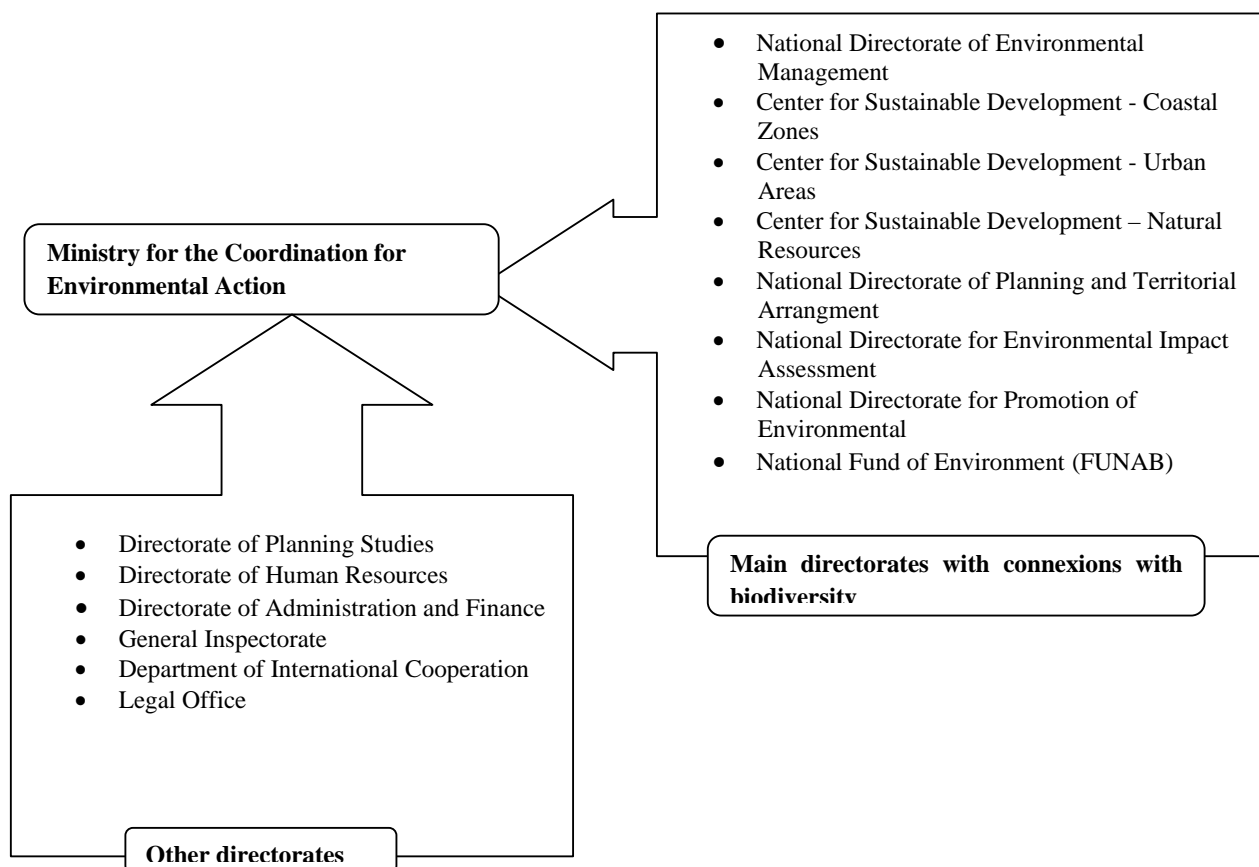 Ministry for the Coordination for
Environmental Action
• National Directorate of Environmental
Management
• Center for Sustainable Development - Coastal
Zones
• Center for Sustainable Development - Urban
Areas
• Center for Sustainable Development – Natural
Resources
• National Directorate of Planning and Territorial
Arrangment
• National Directorate for Environmental Impact
Assessment
• National Directorate for Promotion of
Environmental
• National Fund of Environment (FUNAB)
Main directorates with connexions with
biodiversity
• Directorate of Planning Studies
• Directorate of Human Resources
• Directorate of Administration and Finance
• General Inspectorate
• Department of International Cooperation
• Legal Office
Other directorates